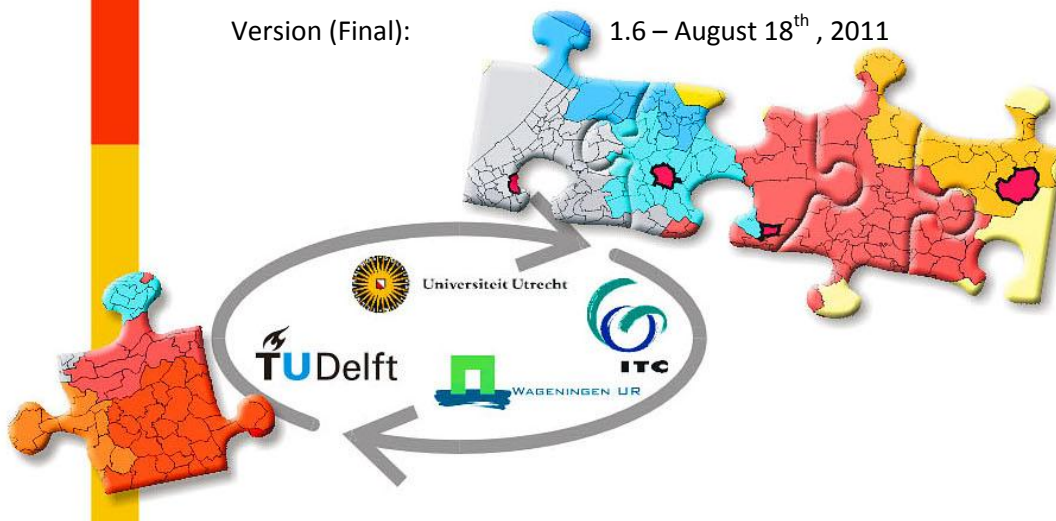 Version (Final): 1.6 – August 18th , 2011
Universiteit Utrecht
TUDelft
ITC
WAGENINGEN UR